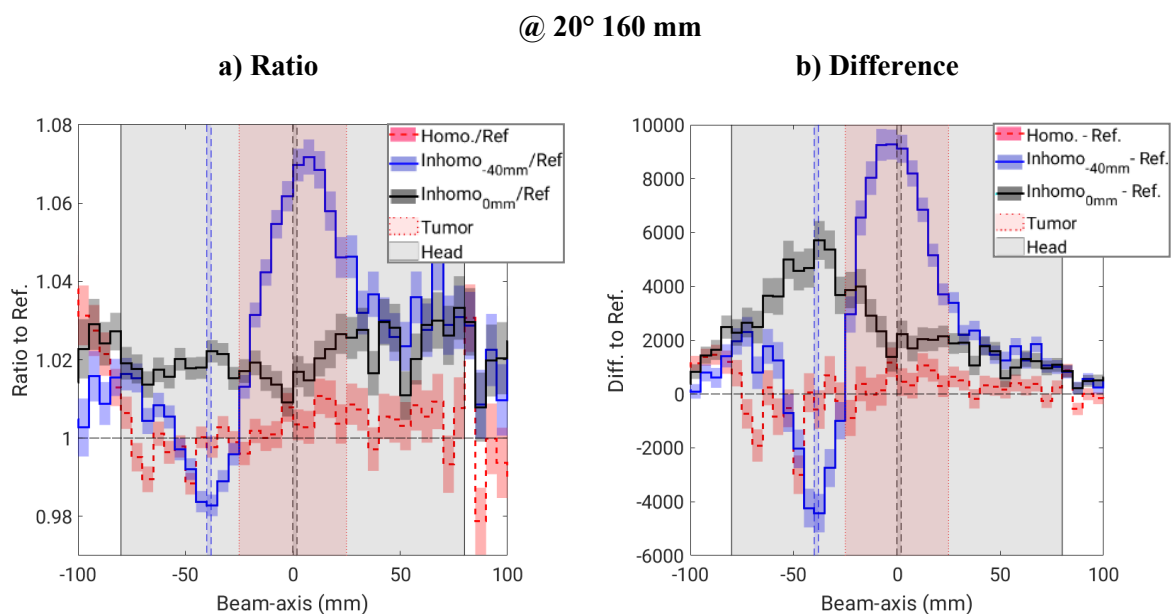 @ 20° 160 mm
a) Ratio
b) Difference
1.08
1.06
1.04
1.02
1
0.98
Ratio to Ref.
-100
-50
0
50
100
Beam-axis (mm)
Homo./Ref
Inhomo-40mm/Ref
Inhomo0mm/Ref
Tumor
Head
10000
8000
6000
4000
2000
0
-2000
-4000
-6000
Diff. to Ref.
-100
-50
0
50
100
Beam-axis (mm)
Homo. - Ref.
Inhomo-40mm - Ref.
Inhomo0mm - Ref.
Tumor
Head